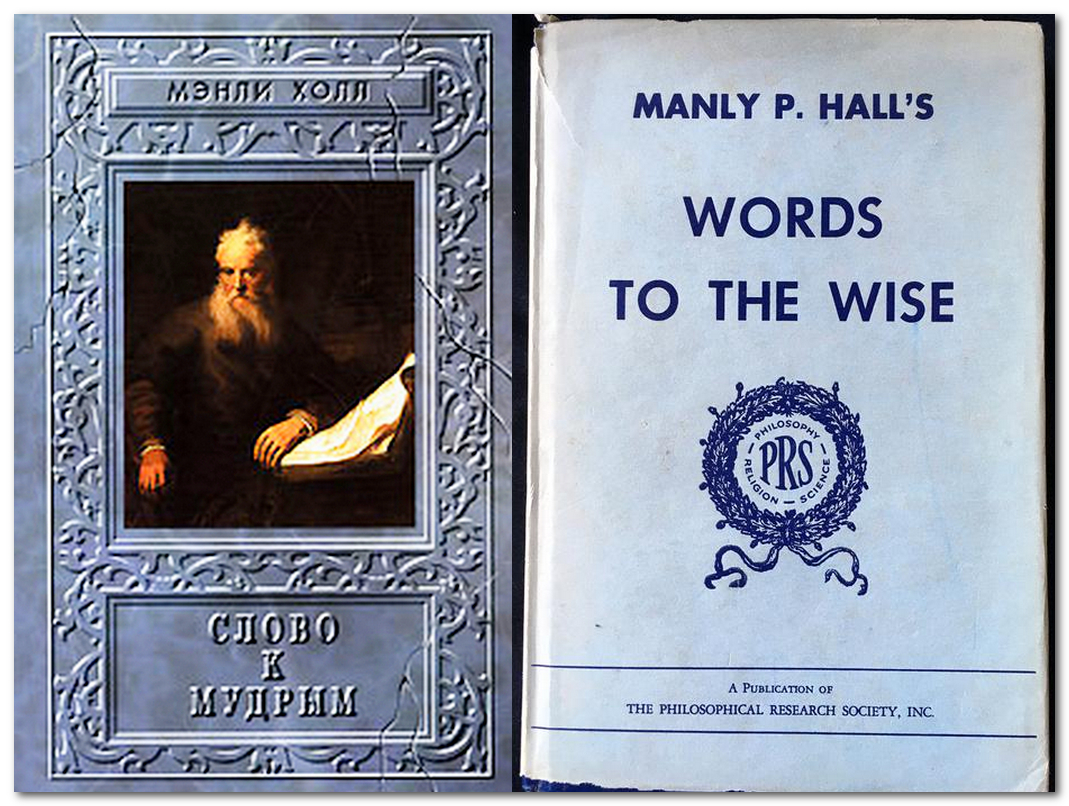 МЭНЛИ ХОЛЛ
СЛОВО
К
МУДРЫМ
MANLY P. HALL'S
WORDS
TO THE WISE
PHILOSOPHY
RELIGION — SCIENCE
PRS
A PUBLICATION OF
THE PHILOSOPHICAL RESEARCH SOCIETY, INC.